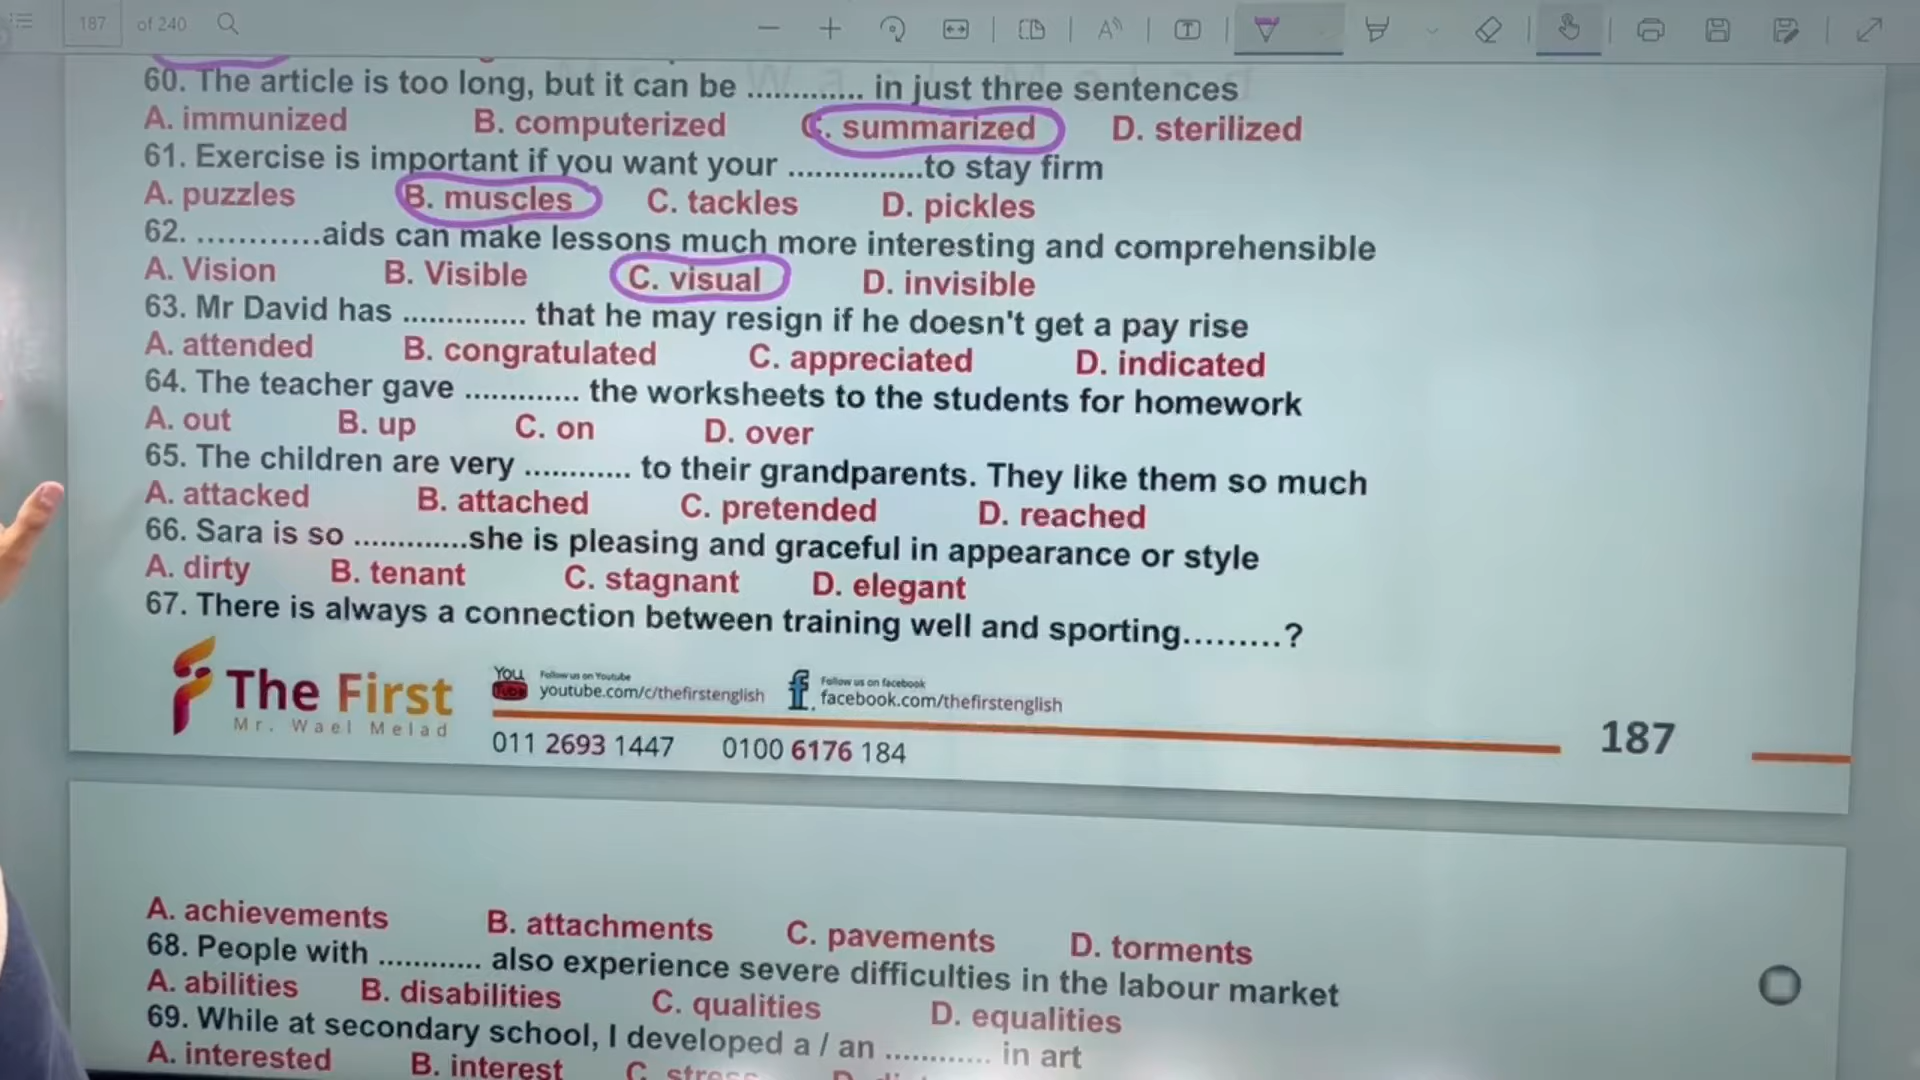 187 of 240
60. The article is too long, but it can be ............. in just three sentences
A. immunized B. computerized C. summarized D. sterilized
61. Exercise is important if you want your ...............to stay firm
A. puzzles B. muscles C. tackles D. pickles
62. ............aids can make lessons much more interesting and comprehensible
A. Vision B. Visible C. visual D. invisible
63. Mr David has .............. that he may resign if he doesn't get a pay rise
A. attended B. congratulated C. appreciated D. indicated
64. The teacher gave ............. the worksheets to the students for homework
A. out B. up C. on D. over
65. The children are very ............ to their grandparents. They like them so much
A. attacked B. attached C. pretended D. reached
66. Sara is so .............she is pleasing and graceful in appearance or style
A. dirty B. tenant C. stagnant D. elegant
67. There is always a connection between training well and sporting.........?
The First
Mr. Wael Melad
You Tube Follow us on Youtube
youtube.com/c/thefirstenglish
f Follow us on facebook
facebook.com/thefirstenglish
011 2693 1447 0100 6176 184
187
A. achievements B. attachments C. pavements D. torments
68. People with ............ also experience severe difficulties in the labour market
A. abilities B. disabilities C. qualities D. equalities
69. While at secondary school, I developed a / an ............ in art
A. interested B. interest C. stress